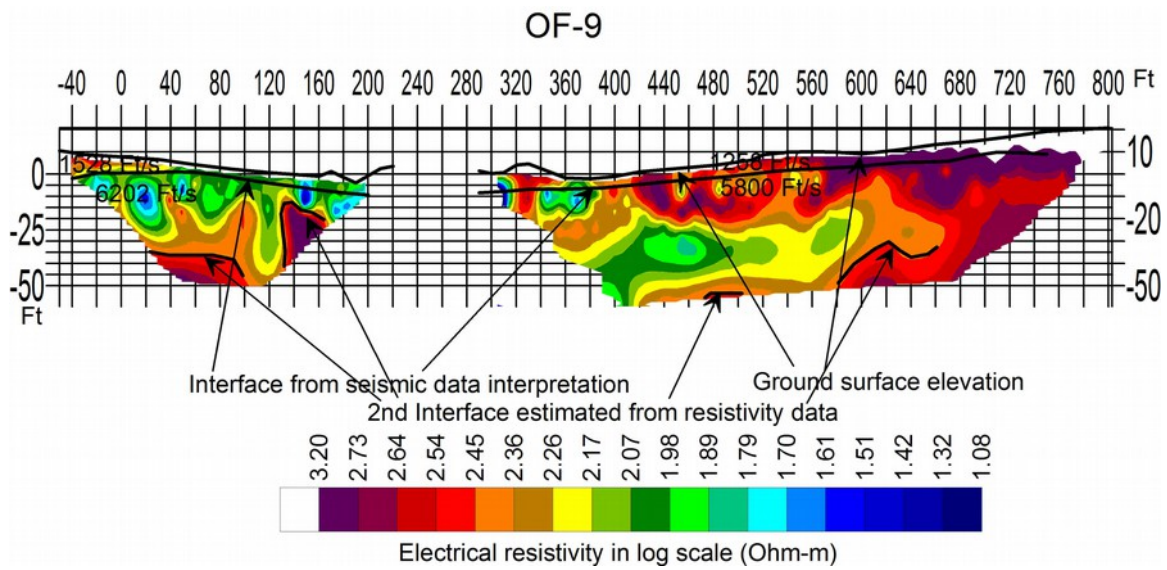 OF-9
-40 0 40 80 120 160 200 240 280 320 360 400 440 480 520 560 600 640 680 720 760 800 Ft
1528 Ft/s
6202 Ft/s
1258 Ft/s
5800 Ft/s
0
-25
-50
Ft
10
10
-20
-50
Interface from seismic data interpretation
Ground surface elevation
2nd Interface estimated from resistivity data
3.20 2.73 2.64 2.54 2.45 2.36 2.26 2.17 2.07 1.98 1.89 1.79 1.70 1.61 1.51 1.42 1.32 1.08
Electrical resistivity in log scale (Ohm-m)